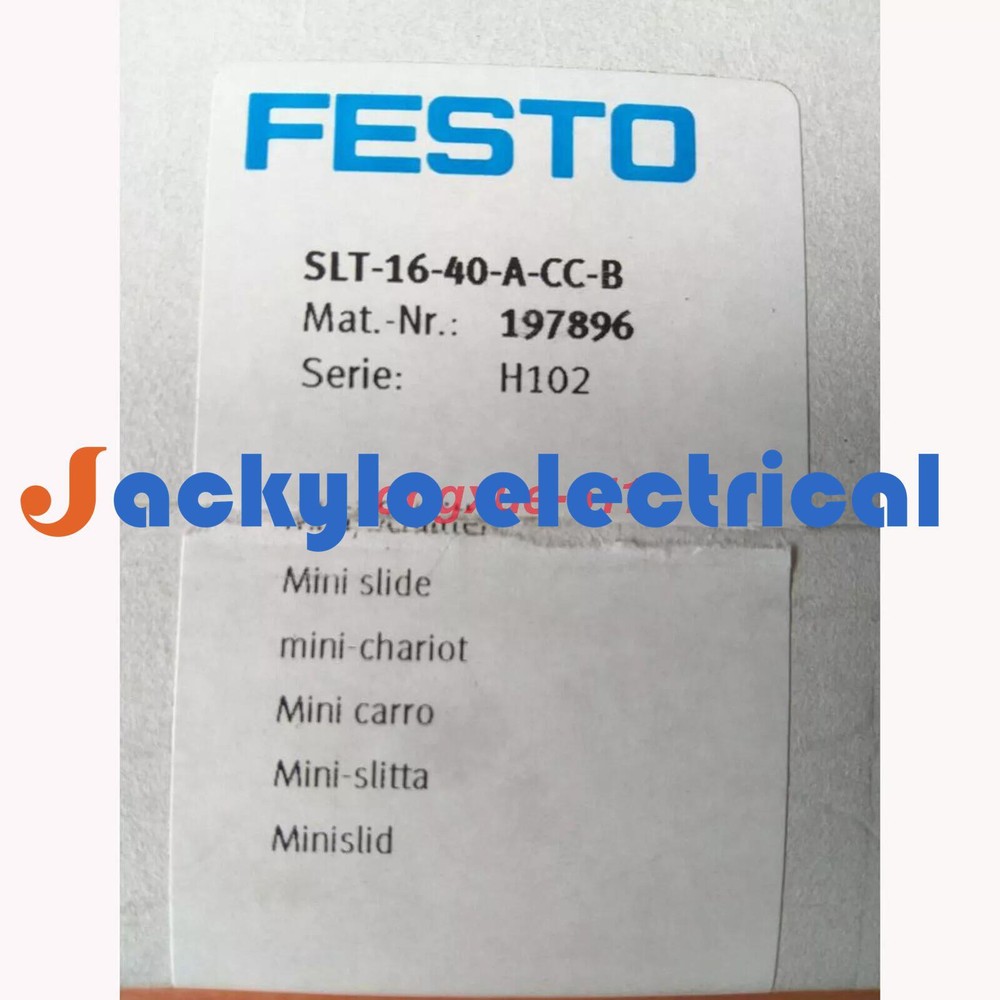 FESTO
SLT-16-40-A-CC-B
Mat.-Nr.: 197896
Serie: H102
Jackylo electrical
Mini slide
mini-chariot
Mini carro
Mini-slitta
Minislid